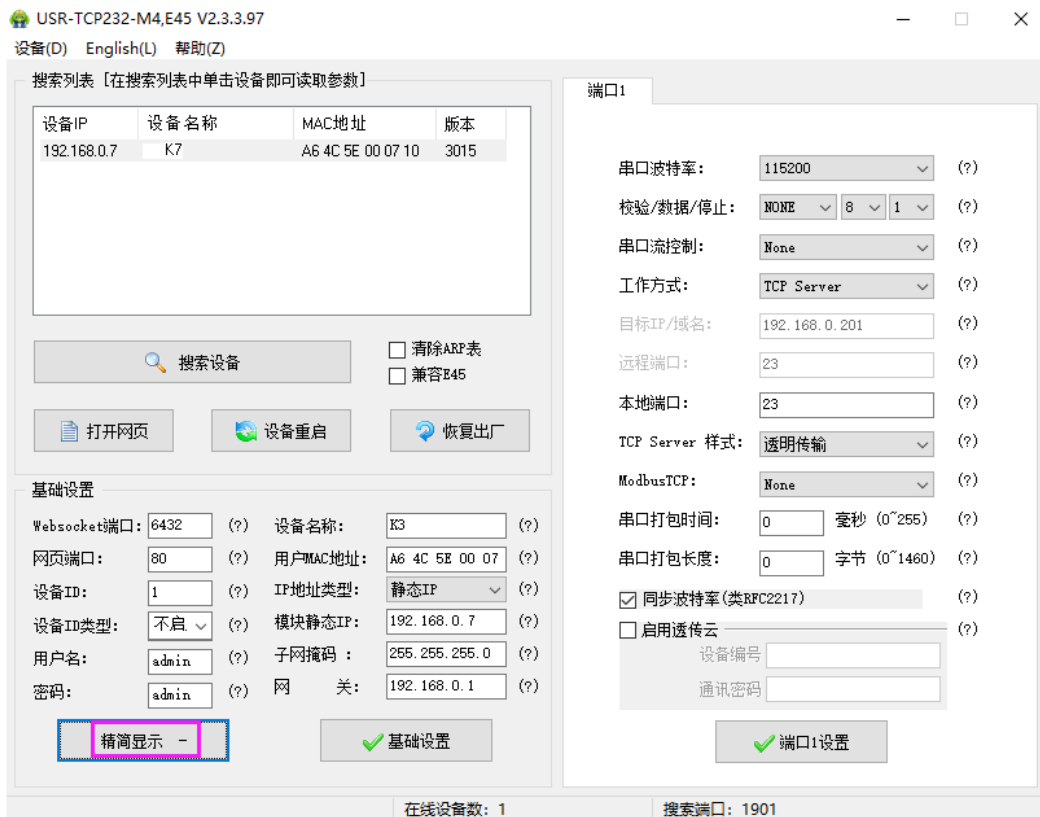 USR-TCP232-M4,E45 V2.3.3.97
设备(D) English(L) 帮助(Z)
搜索列表 [在搜索列表中单击设备即可读取参数]
设备IP 设备名称 MAC地址 版本
192.168.0.7 K7 A6 4C 5E 00 07 10 3015
搜索设备
清除ARP表
兼容E45
打开网页 设备重启 恢复出厂
基础设置
Websocket端口: 6432 (?) 设备名称: K3 (?)
网页端口: 80 (?) 用户MAC地址: A6 4C 5E 00 07 (?)
设备ID: 1 (?) IP地址类型: 静态IP (?)
设备ID类型: 不启 (?) 模块静态IP: 192.168.0.7 (?)
用户名: admin (?) 子网掩码 : 255.255.255.0 (?)
密码: admin (?) 网 关: 192.168.0.1 (?)
精简显示 - 基础设置
端口1
串口波特率: 115200 (?)
校验/数据/停止: NONE 8 1 (?)
串口流控制: None (?)
工作方式: TCP Server (?)
目标IP/域名: 192.168.0.201 (?)
远程端口: 23 (?)
本地端口: 23 (?)
TCP Server 样式: 透明传输 (?)
ModbusTCP: None (?)
串口打包时间: 0 毫秒 (0~255) (?)
串口打包长度: 0 字节 (0~1460) (?)
同步波特率(类RFC2217) (?)
启用透传云 (?)
设备编号
通讯密码
端口1设置
在线设备数: 1 搜索端口: 1901